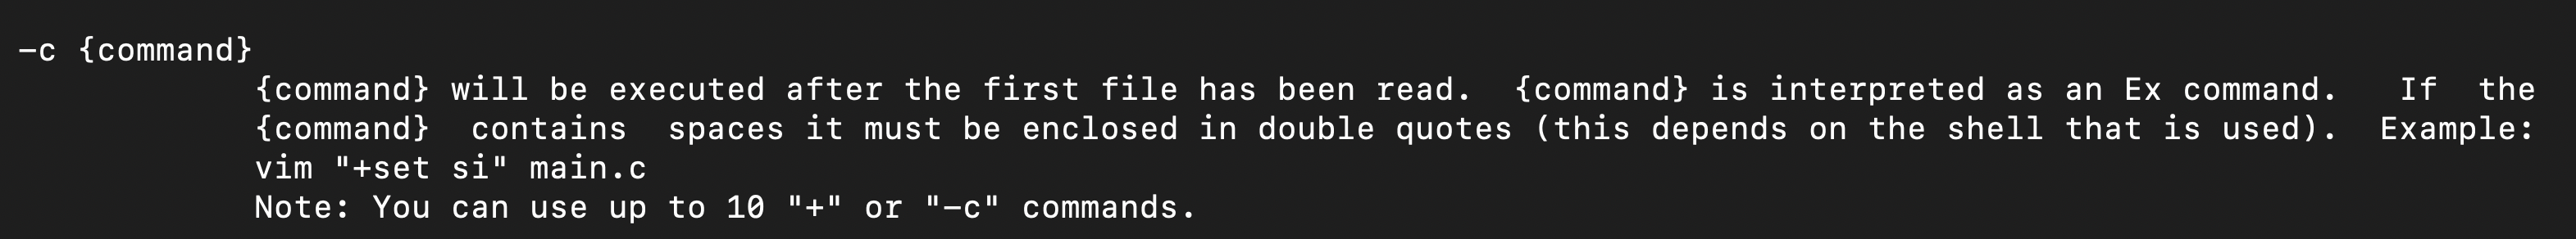 -c {command}
{command} will be executed after the first file has been read.  {command} is interpreted as an Ex command.   If  the
{command}  contains  spaces it must be enclosed in double quotes (this depends on the shell that is used).  Example:
vim "+set si" main.c
Note: You can use up to 10 "+" or "-c" commands.